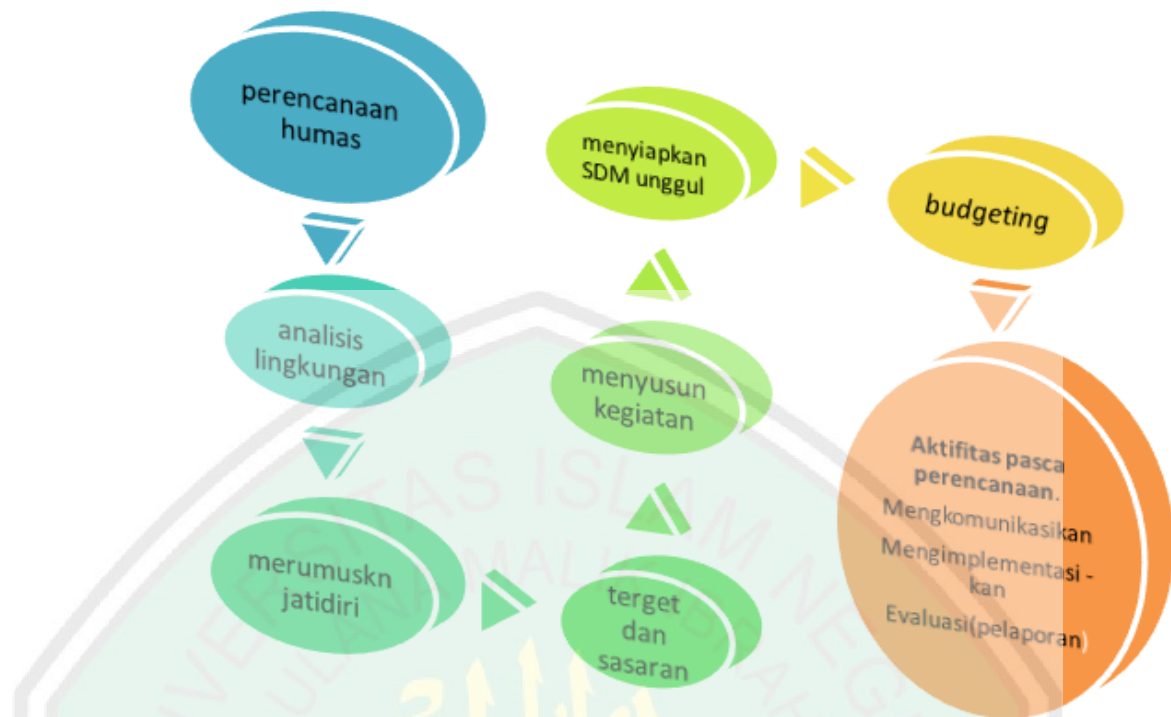 perencanaan
humas
analisis
lingkungan
merumuskn
jatidiri
terget
dan
sasaran
menyusun
kegiatan
menyiapkan
SDM unggul
budgeting
Aktifitas pasca
perencanaan.
Mengkomunikasikan
Mengimplementasi -
kan
Evaluasi(pelaporan)